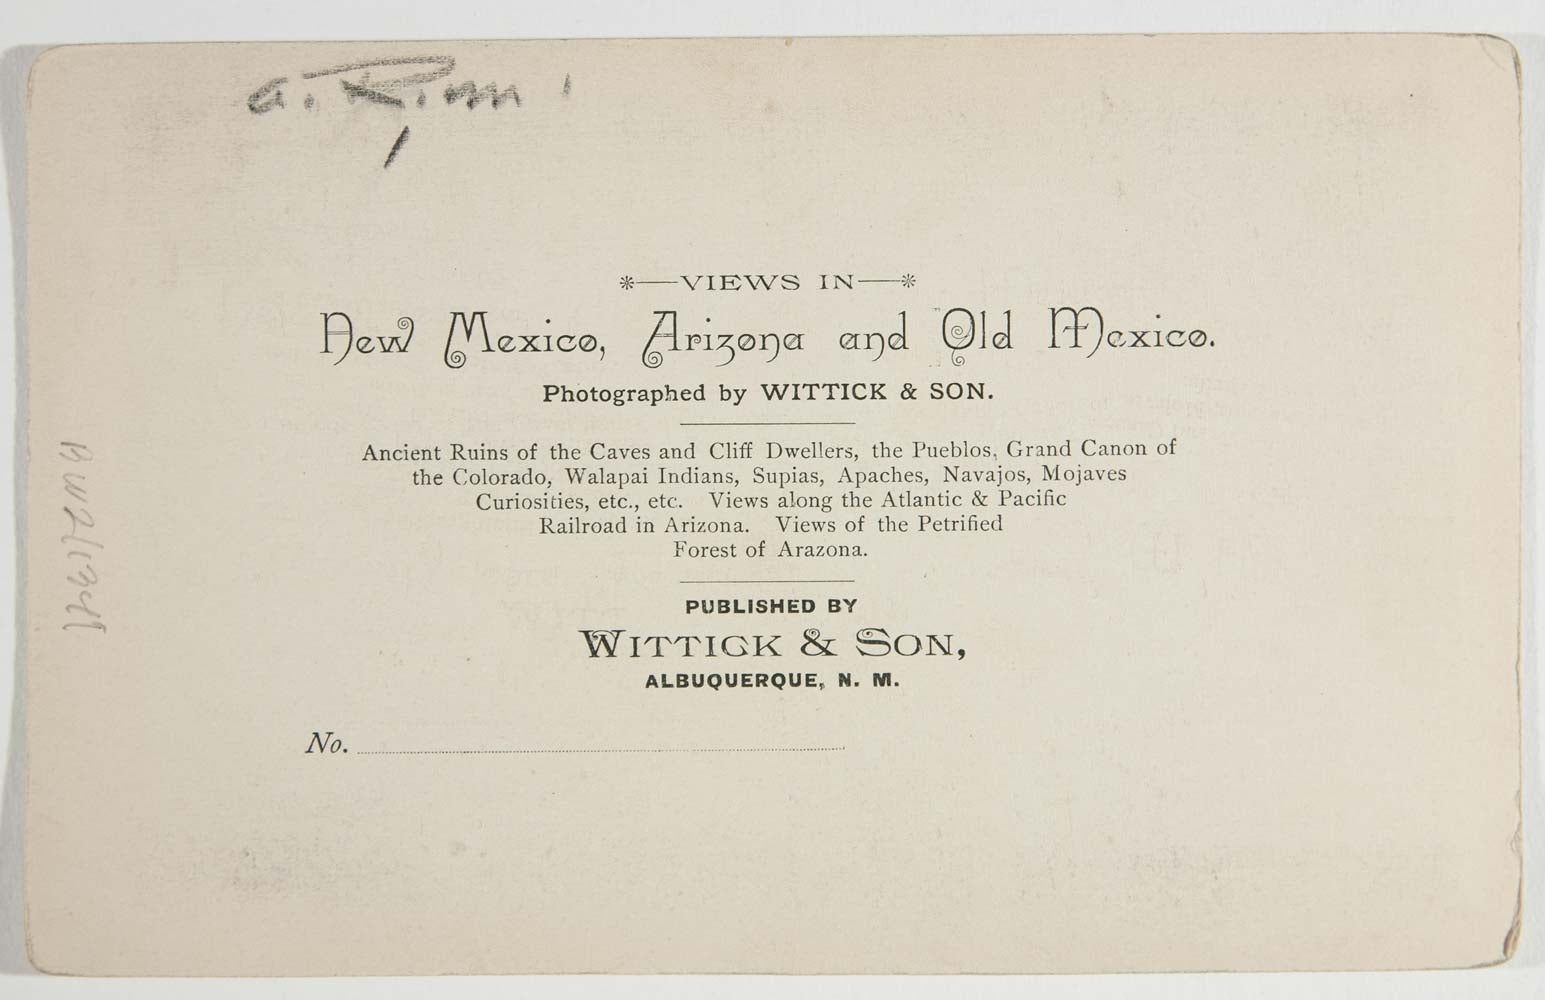 VIEWS IN
New Mexico, Arizona and Old Mexico.
Photographed by WITTICK & SON.
Ancient Ruins of the Caves and Cliff Dwellers, the Pueblos, Grand Canon of
the Colorado, Walapai Indians, Supias, Apaches, Navajos, Mojaves
Curiosities, etc., etc. Views along the Atlantic & Pacific
Railroad in Arizona. Views of the Petrified
Forest of Arazona.
PUBLISHED BY
WITTICK & SON,
ALBUQUERQUE, N. M.
No.